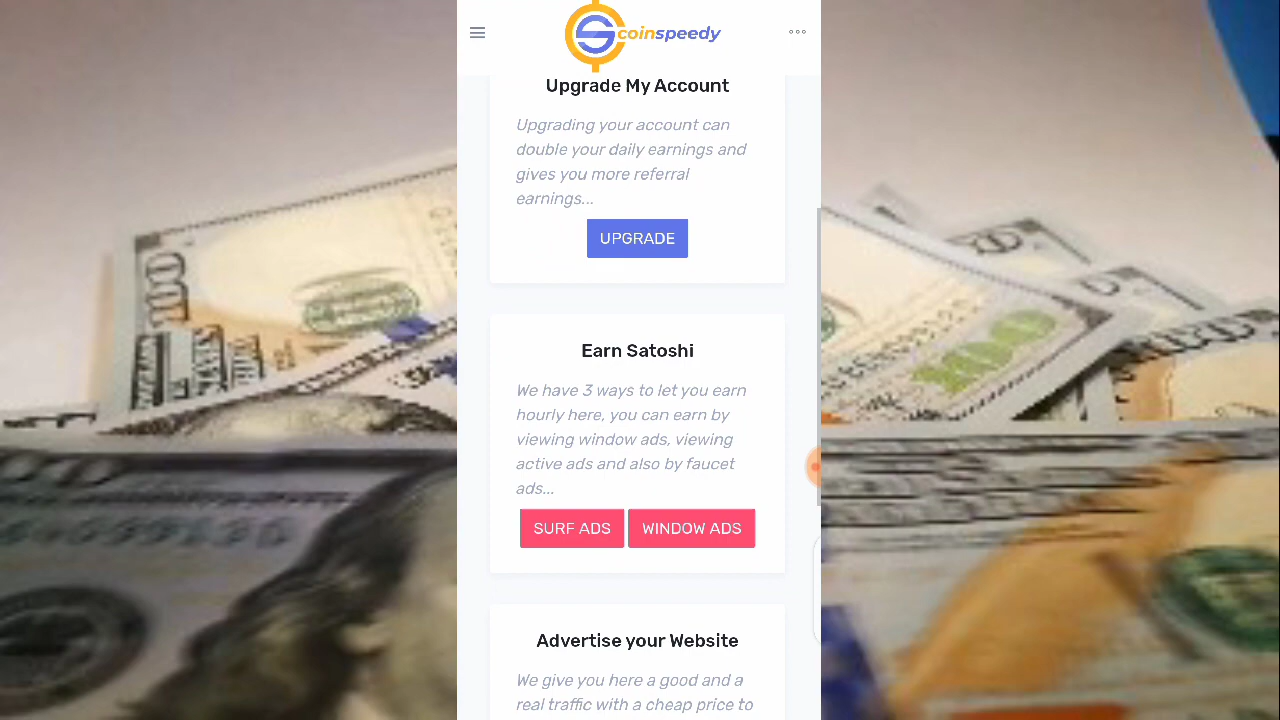 coinspeedy
Upgrade My Account
Upgrading your account can
double your daily earnings and
gives you more referral
earnings...
UPGRADE
Earn Satoshi
We have 3 ways to let you earn
hourly here, you can earn by
viewing window ads, viewing
active ads and also by faucet
ads...
SURF ADS WINDOW ADS
Advertise your Website
We give you here a good and a
real traffic with a cheap price to
100
100